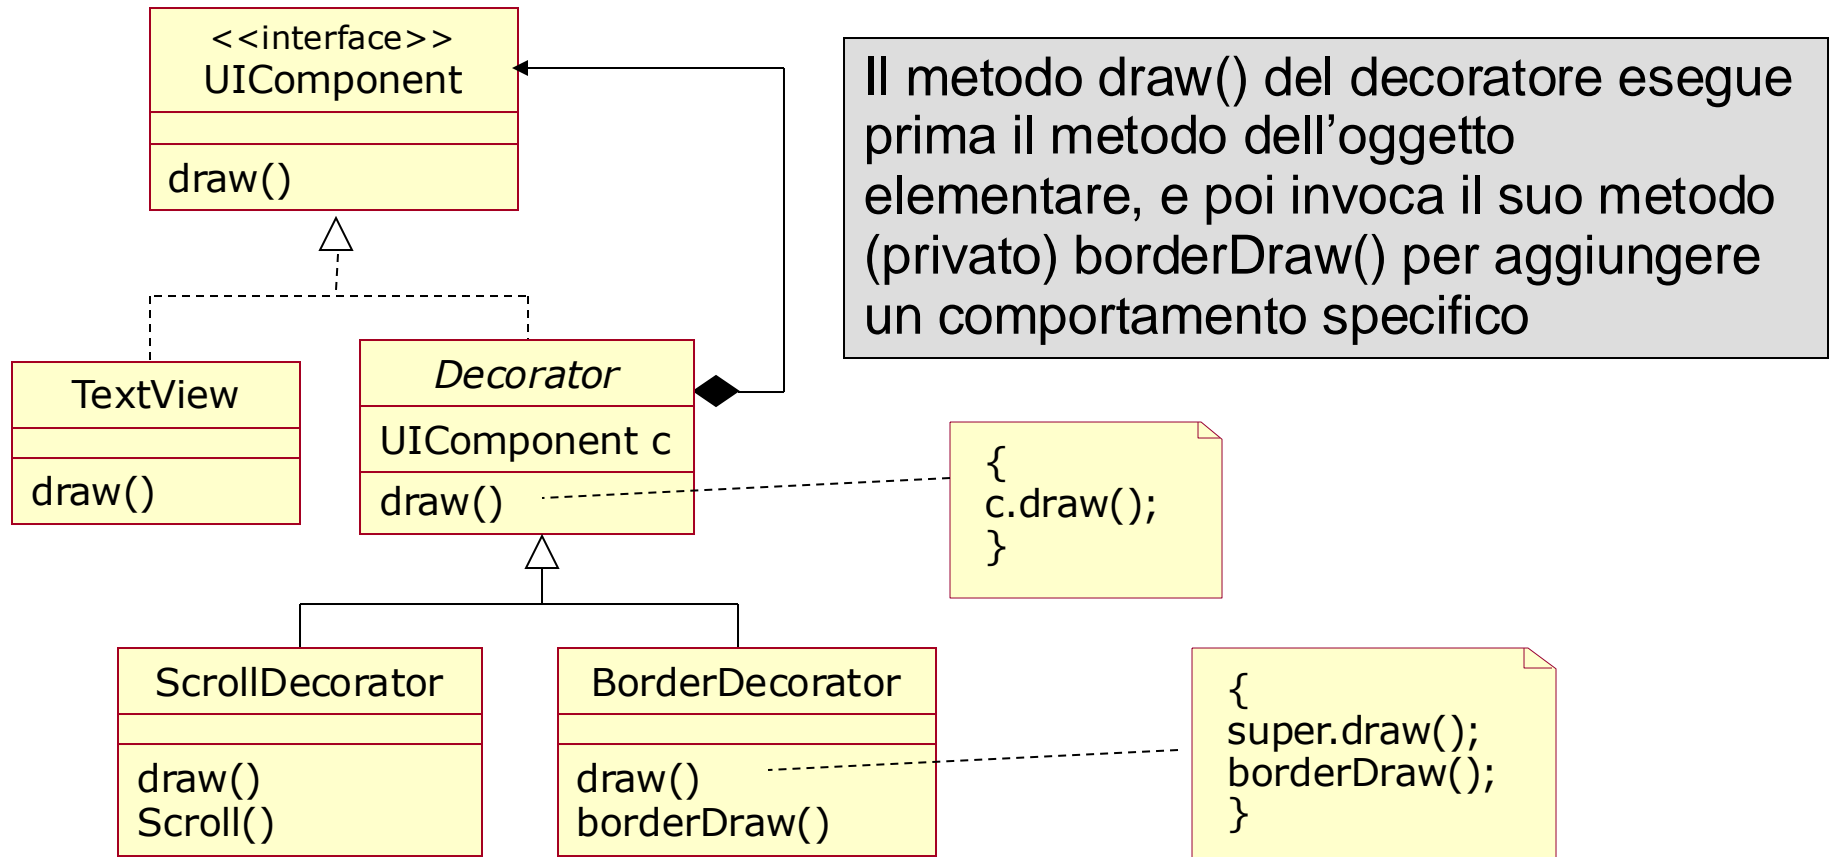 <<interface>>
UIComponent
draw()
Il metodo draw() del decoratore esegue
prima il metodo dell’oggetto
elementare, e poi invoca il suo metodo
(privato) borderDraw() per aggiungere
un comportamento specifico
TextView
draw()
Decorator
UIComponent c
draw()
{
c.draw();
}
ScrollDecorator
draw()
Scroll()
BorderDecorator
draw()
borderDraw()
{
super.draw();
borderDraw();
}